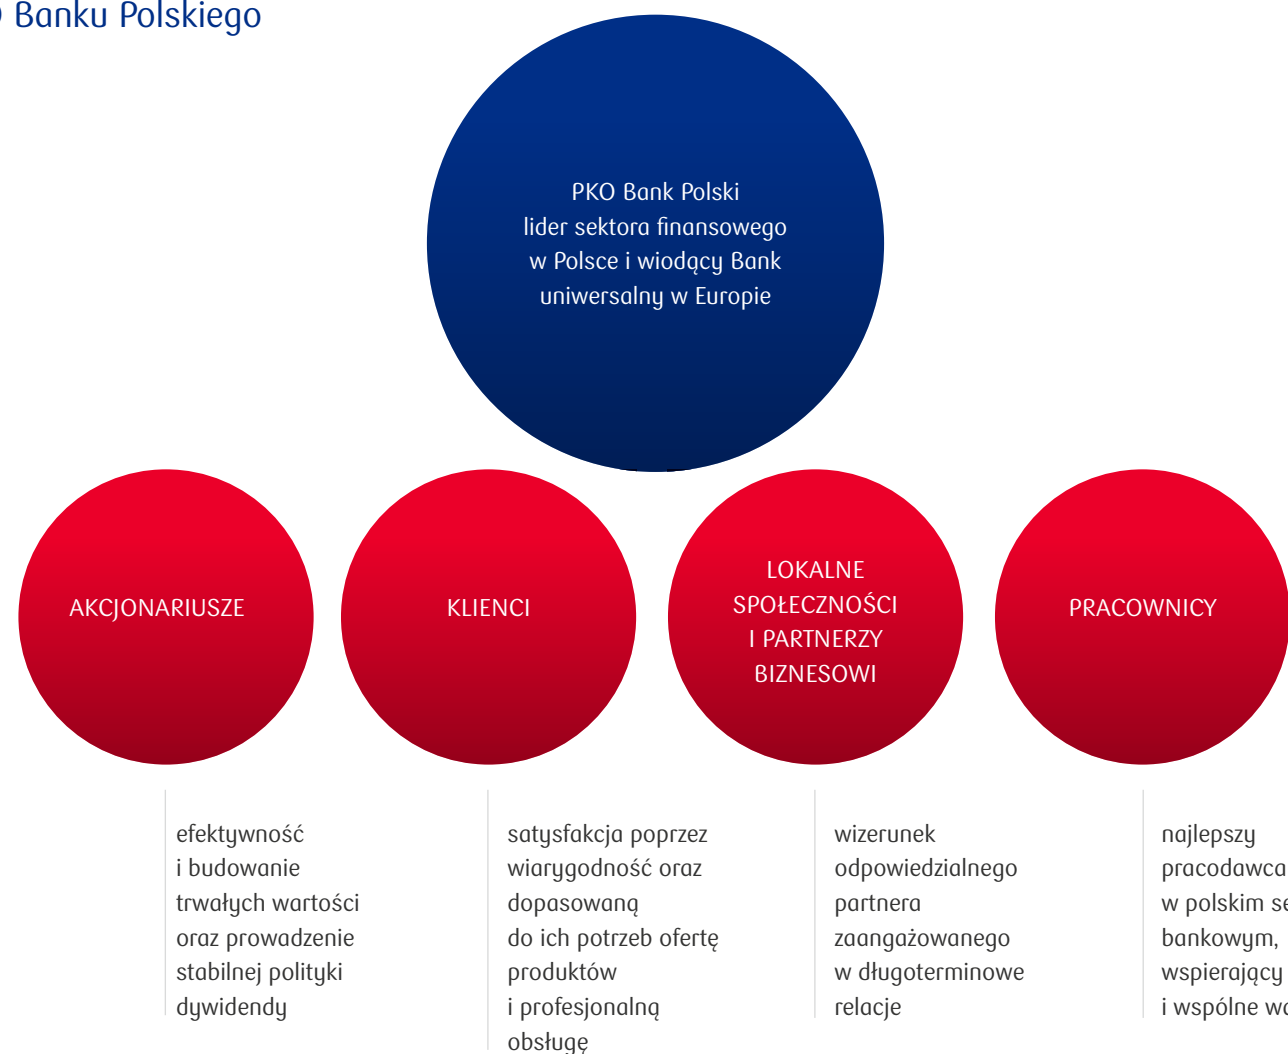 Banku Polskiego
PKO Bank Polski
lider sektora finansowego
w Polsce i wiodący Bank
uniwersalny w Europie
AKCJONARIUSZE
KLIENCI
LOKALNE
SPOŁECZNOŚCI
I PARTNERZY
BIZNESOWI
PRACOWNICY
efektywność
i budowanie
trwałych wartości
oraz prowadzenie
stabilnej polityki
dywidendy
satysfakcja poprzez
wiarygodność oraz
dopasowaną
do ich potrzeb ofertę
produktów
i profesjonalną
obsługę
wizerunek
odpowiedzialnego
partnera
zaangażowanego
w długoterminowe
relacje
najlepszy
pracodawca
w polskim
bankowym,
wspierający
i wspólne